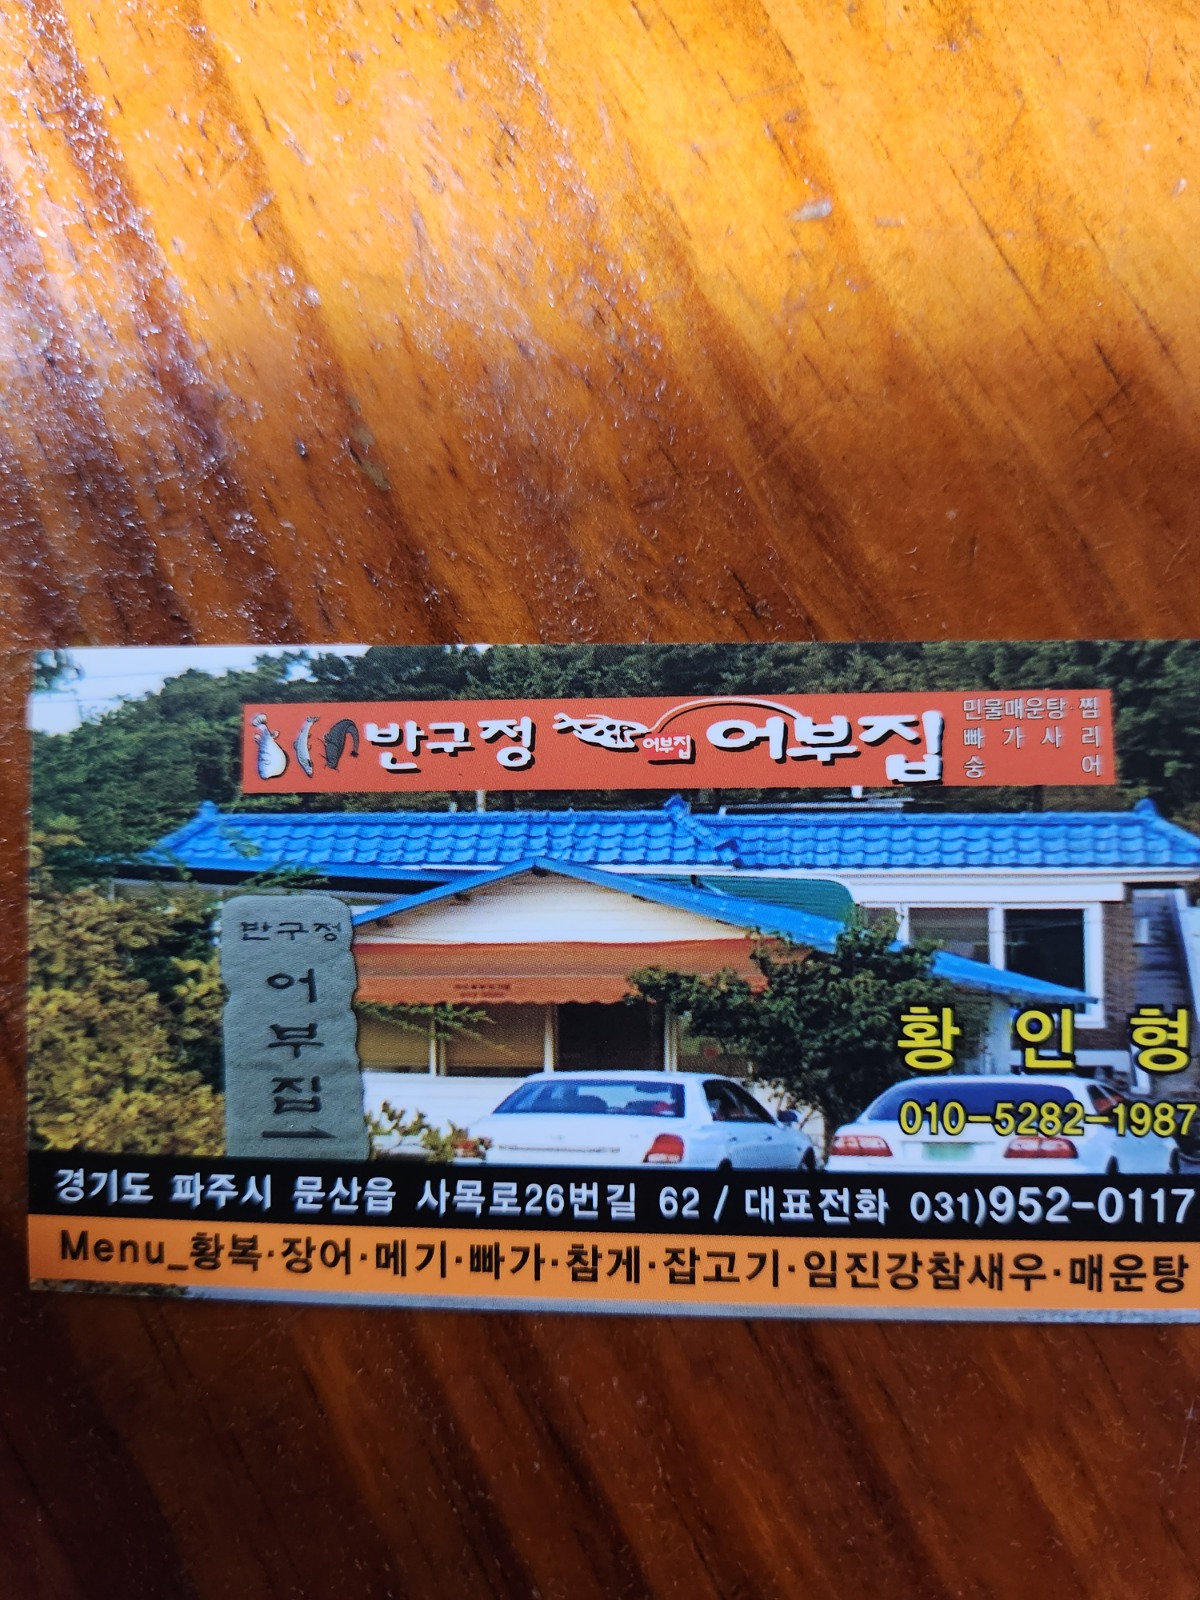 반구정 어부집 어부집
민물매운탕·찜
빠가사리
숭어
반구정
어
부
집
1
황인형
010-5282-1987
경기도 파주시 문산읍 사목로26번길 62 / 대표전화 031)952-0117
Menu_황복·장어·메기·빠가·참게·잡고기·임진강참새우·매운탕